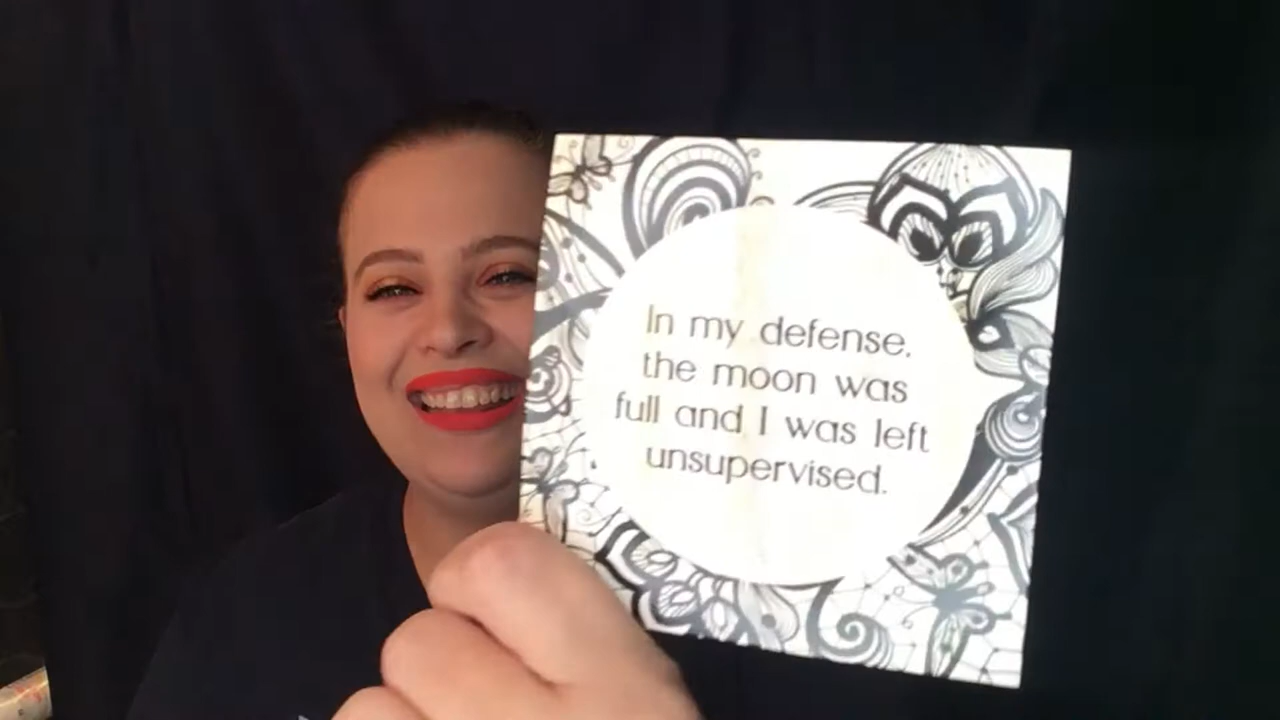 In my defense,
the moon was
full and I was left
unsupervised.